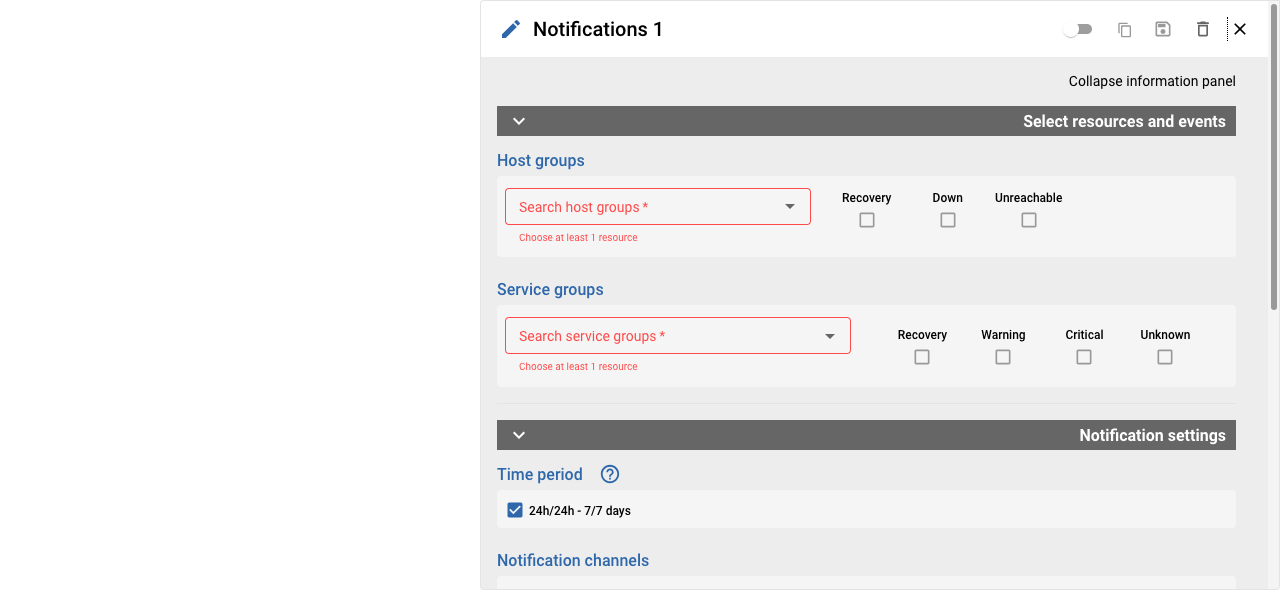 Notifications 1
Collapse information panel
Select resources and events
Host groups
Search host groups *
Recovery Down Unreachable
Choose at least 1 resource
Service groups
Search service groups *
Recovery Warning Critical Unknown
Choose at least 1 resource
Notification settings
Time period
24h/24h - 7/7 days
Notification channels